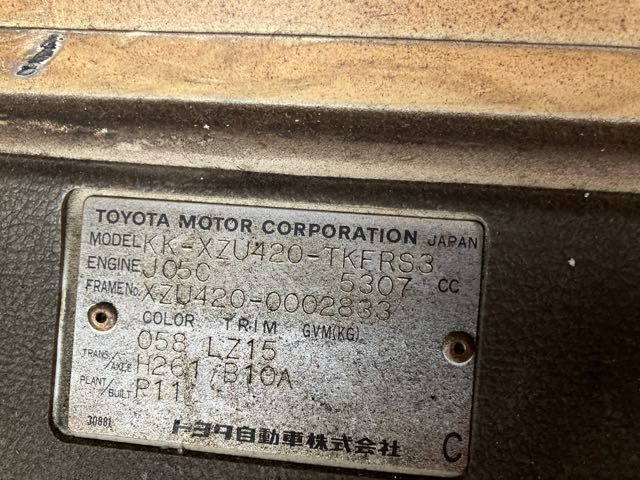 TOYOTA MOTOR CORPORATION JAPAN
MODEL KK-XZU420-TKFRS3
ENGINE J05C 5307 CC
FRAME No. XZU420-0002833
COLOR TRIM GVM(KG)
058 LZ15
TRANS/AXLE H261/B10A
PLANT/BUILT P11
30881 トヨタ自動車株式会社 C